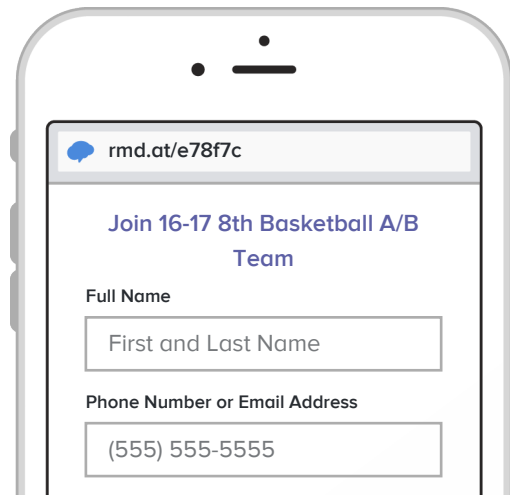 rmd.at/e78f7c
Join 16-17 8th Basketball A/B
Team
Full Name
First and Last Name
Phone Number or Email Address
(555) 555-5555